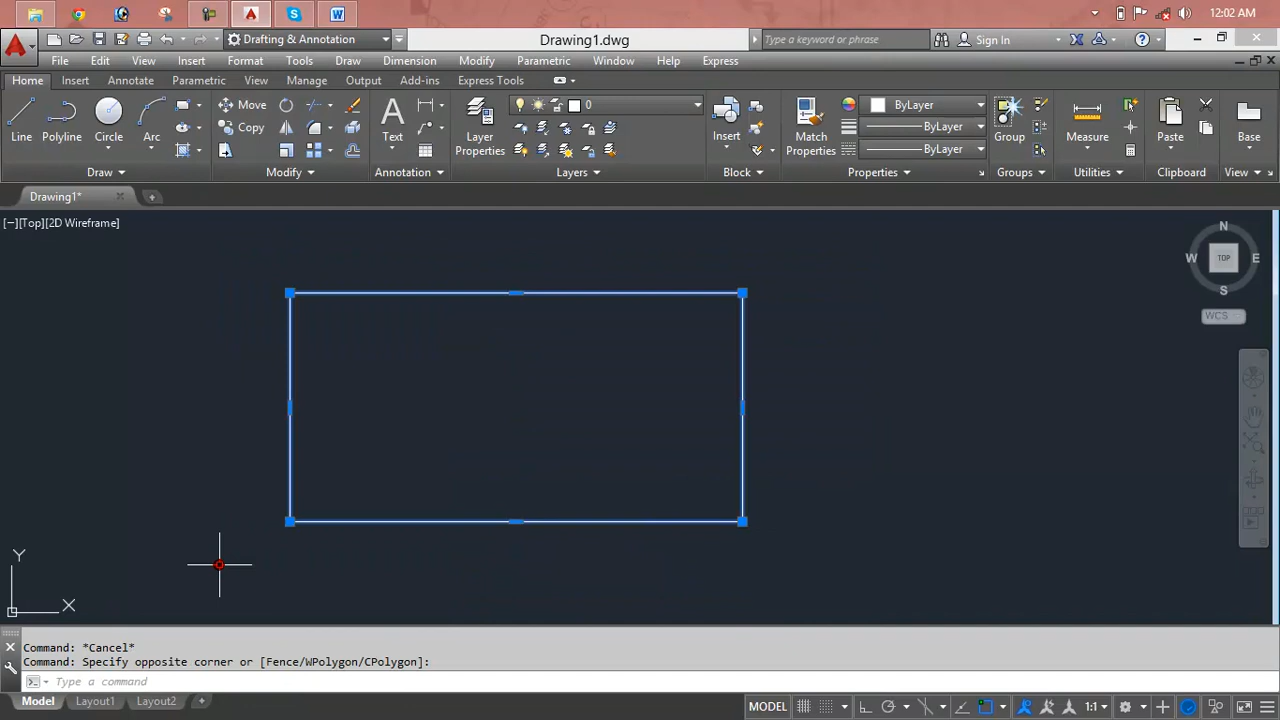 12:02 AM
Drafting & Annotation
Drawing1.dwg
Type a keyword or phrase
Sign In
File Edit View Insert Format Tools Draw Dimension Modify Parametric Window Help Express
Home Insert Annotate Parametric View Manage Output Add-ins Express Tools
Line Polyline Circle Arc
Move
Copy
Text
Layer Properties
0
Insert
Match Properties
ByLayer
ByLayer
ByLayer
Group
Measure
Paste
Base
Draw Modify Annotation Layers Block Properties Groups Utilities Clipboard View
Drawing1*
[−][Top][2D Wireframe]
N
W TOP E
S
WCS
Y
X
Command: *Cancel*
Command: Specify opposite corner or [Fence/WPolygon/CPolygon]:
Type a command
Model Layout1 Layout2 +
MODEL 1:1